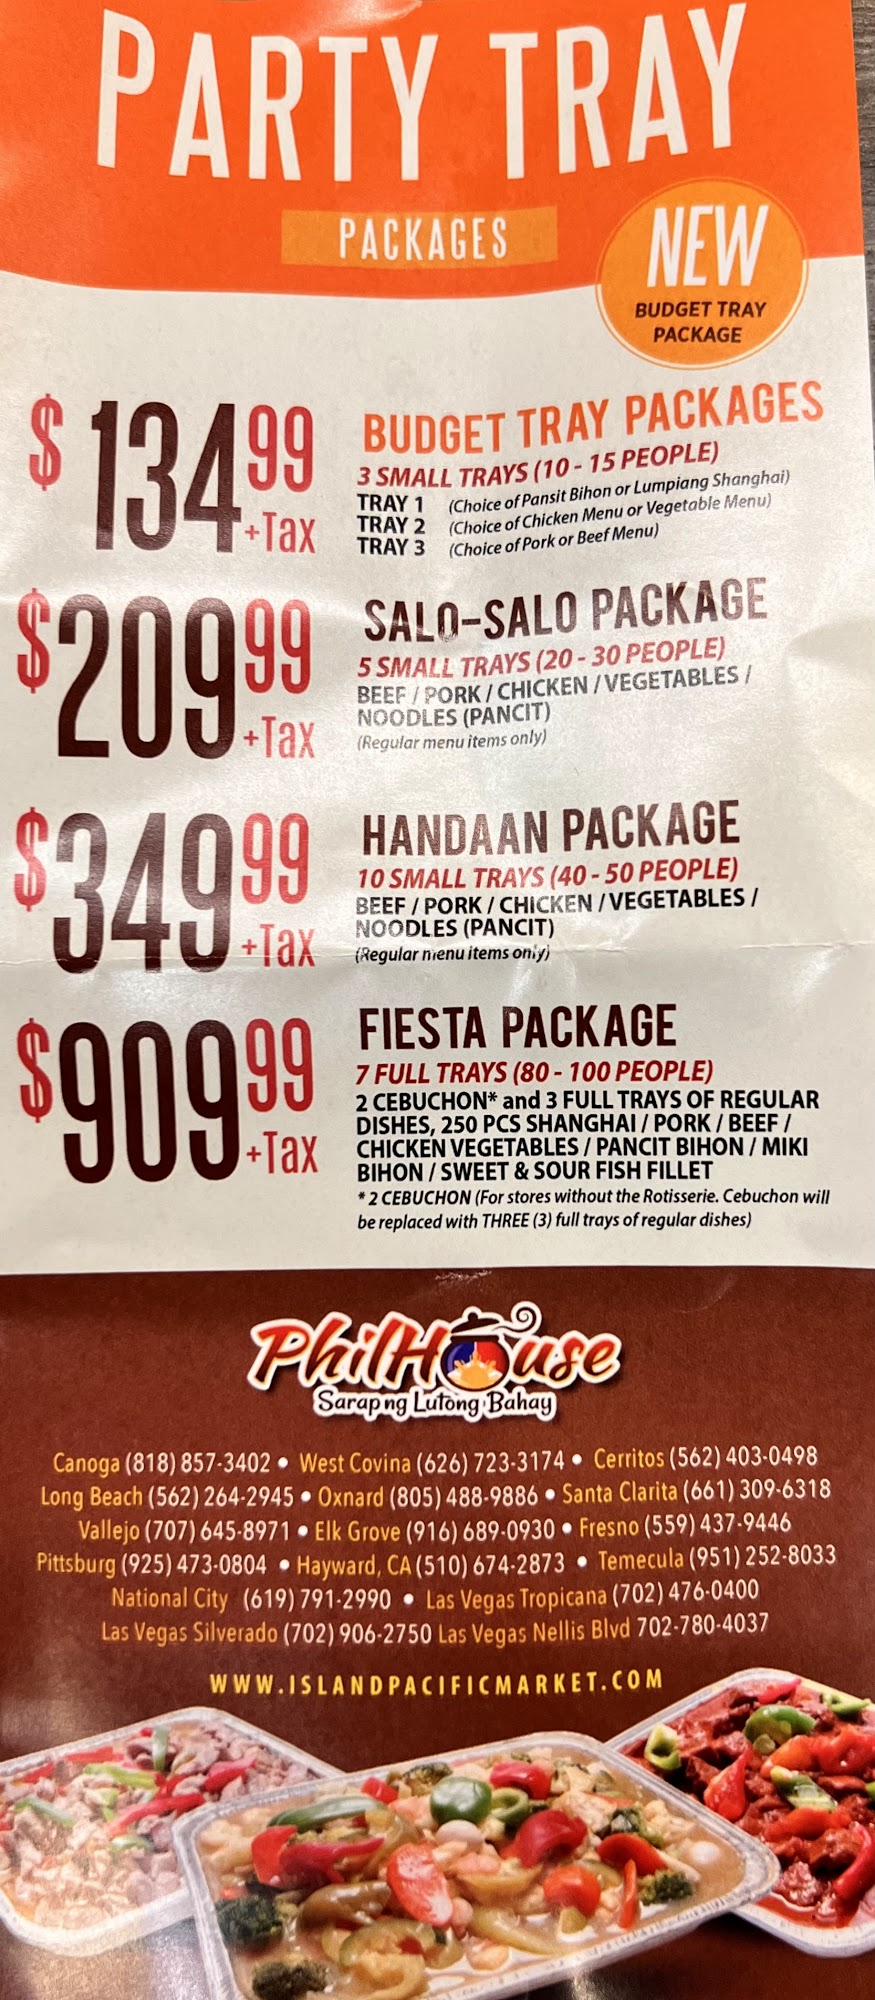 PARTY TRAY
PACKAGES
NEW
BUDGET TRAY
PACKAGE
$134.99
+Tax
BUDGET TRAY PACKAGES
3 SMALL TRAYS (10 - 15 PEOPLE)
TRAY 1 (Choice of Pansit Bihon or Lumpiang Shanghai)
TRAY 2 (Choice of Chicken Menu or Vegetable Menu)
TRAY 3 (Choice of Pork or Beef Menu)
$209.99
+Tax
SALO-SALO PACKAGE
5 SMALL TRAYS (20 - 30 PEOPLE)
BEEF / PORK / CHICKEN / VEGETABLES /
NOODLES (PANCIT)
(Regular menu items only)
$349.99
+Tax
HANDAAN PACKAGE
10 SMALL TRAYS (40 - 50 PEOPLE)
BEEF / PORK / CHICKEN / VEGETABLES /
NOODLES (PANCIT)
(Regular menu items only)
$909.99
+Tax
FIESTA PACKAGE
7 FULL TRAYS (80 - 100 PEOPLE)
2 CEBUCHON* and 3 FULL TRAYS OF REGULAR
DISHES, 250 PCS SHANGHAI / PORK / BEEF /
CHICKEN VEGETABLES / PANCIT BIHON / MIKI
BIHON / SWEET & SOUR FISH FILLET
* 2 CEBUCHON (For stores without the Rotisserie. Cebuchon will
be replaced with THREE (3) full trays of regular dishes)
PhilHouse
Sarap ng Lutong Bahay
Canoga (818) 857-3402 • West Covina (626) 723-3174 • Cerritos (562) 403-0498
Long Beach (562) 264-2945 • Oxnard (805) 488-9886 • Santa Clarita (661) 309-6318
Vallejo (707) 645-8971 • Elk Grove (916) 689-0930 • Fresno (559) 437-9446
Pittsburg (925) 473-0804 • Hayward, CA (510) 674-2873 • Temecula (951) 252-8033
National City (619) 791-2990 • Las Vegas Tropicana (702) 476-0400
Las Vegas Silverado (702) 906-2750 Las Vegas Nellis Blvd 702-780-4037
WWW.ISLANDPACIFICMARKET.COM